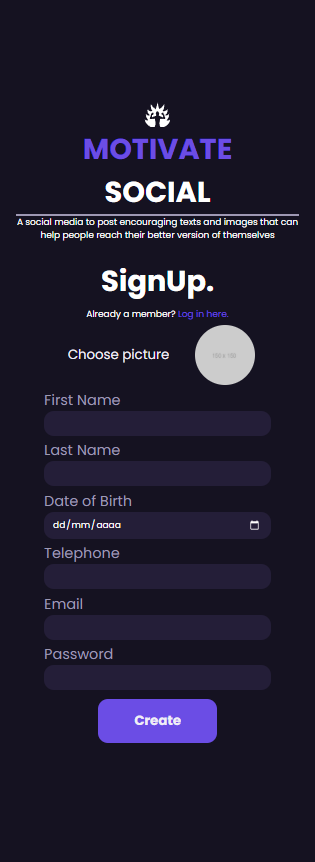 MOTIVATE
SOCIAL
A social media to post encouraging texts and images that can
help people reach their better version of themselves
SignUp.
Already a member? Log in here.
Choose picture
First Name
Last Name
Date of Birth
dd/mm/aaaa
Telephone
Email
Password
Create